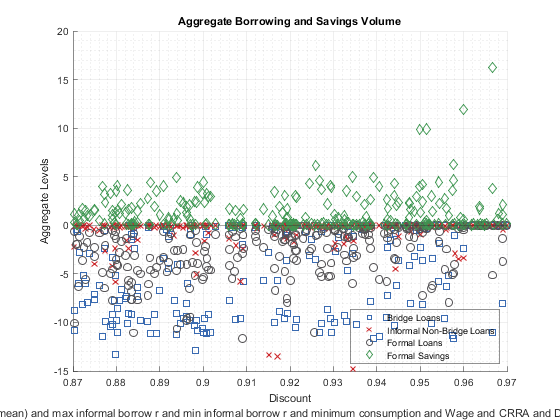 Aggregate Borrowing and Savings Volume
20
15
10
5
0
-5
-10
-15
Aggregate Levels
Bridge Loans
Informal Non-Bridge Loans
Formal Loans
Formal Savings
0.87 0.88 0.89 0.9 0.91 0.92 0.93 0.94 0.95 0.96 0.97
Discount
mean) and max informal borrow r and min informal borrow r and minimum consumption and Wage and CRRA and